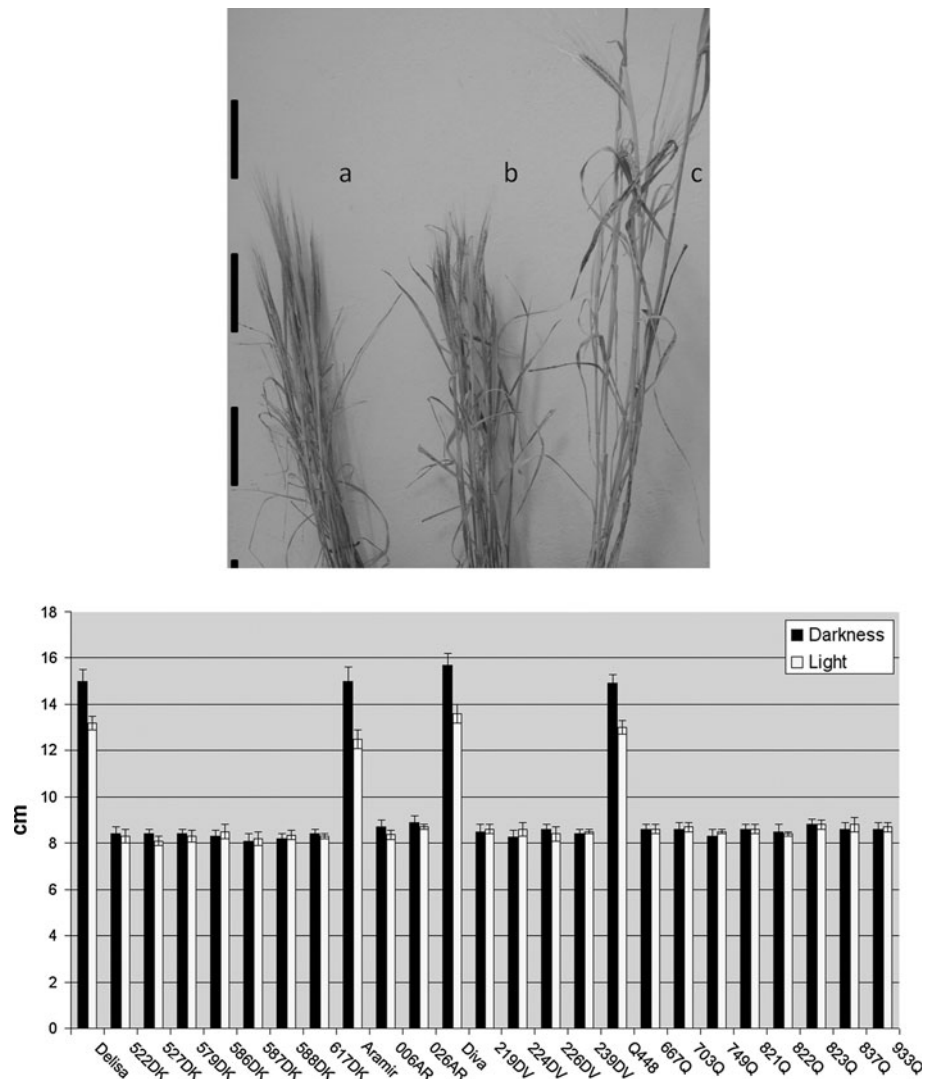 a b c
18
16
14
12
10
8
6
4
2
0
cm
Darkness
Light
Delisa 522DK 527DK 579DK 586DK 587DK 588DK 617DK Aramir 006AR 026AR Diva 219DV 224DV 226DV 239DV Q448 667Q 703Q 749Q 821Q 822Q 823Q 837Q 933Q